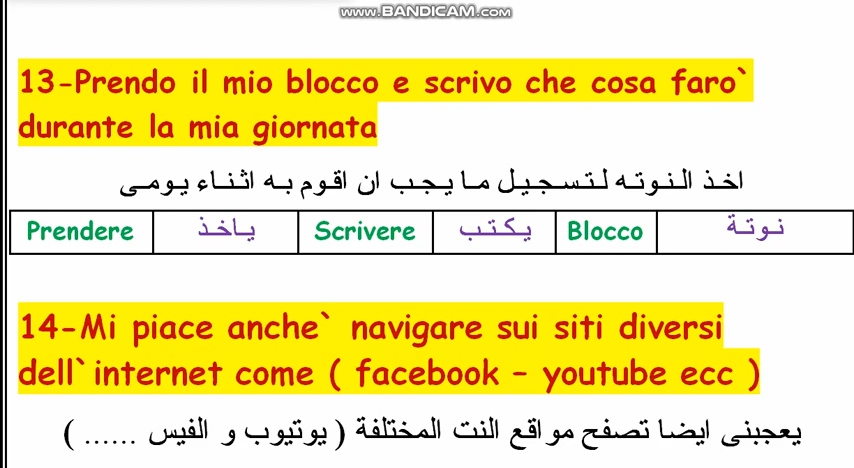 www.BANDICAM.com
13-Prendo il mio blocco e scrivo che cosa faro`
durante la mia giornata
اخذ النوته لتسجيل ما يجب ان اقوم به اثناء يومى
Prendere ياخذ Scrivere يكتب Blocco نوتة
14-Mi piace anche` navigare sui siti diversi
dell`internet come ( facebook – youtube ecc )
يعجبنى ايضا تصفح مواقع النت المختلفة ( يوتيوب و الفيس ...... )